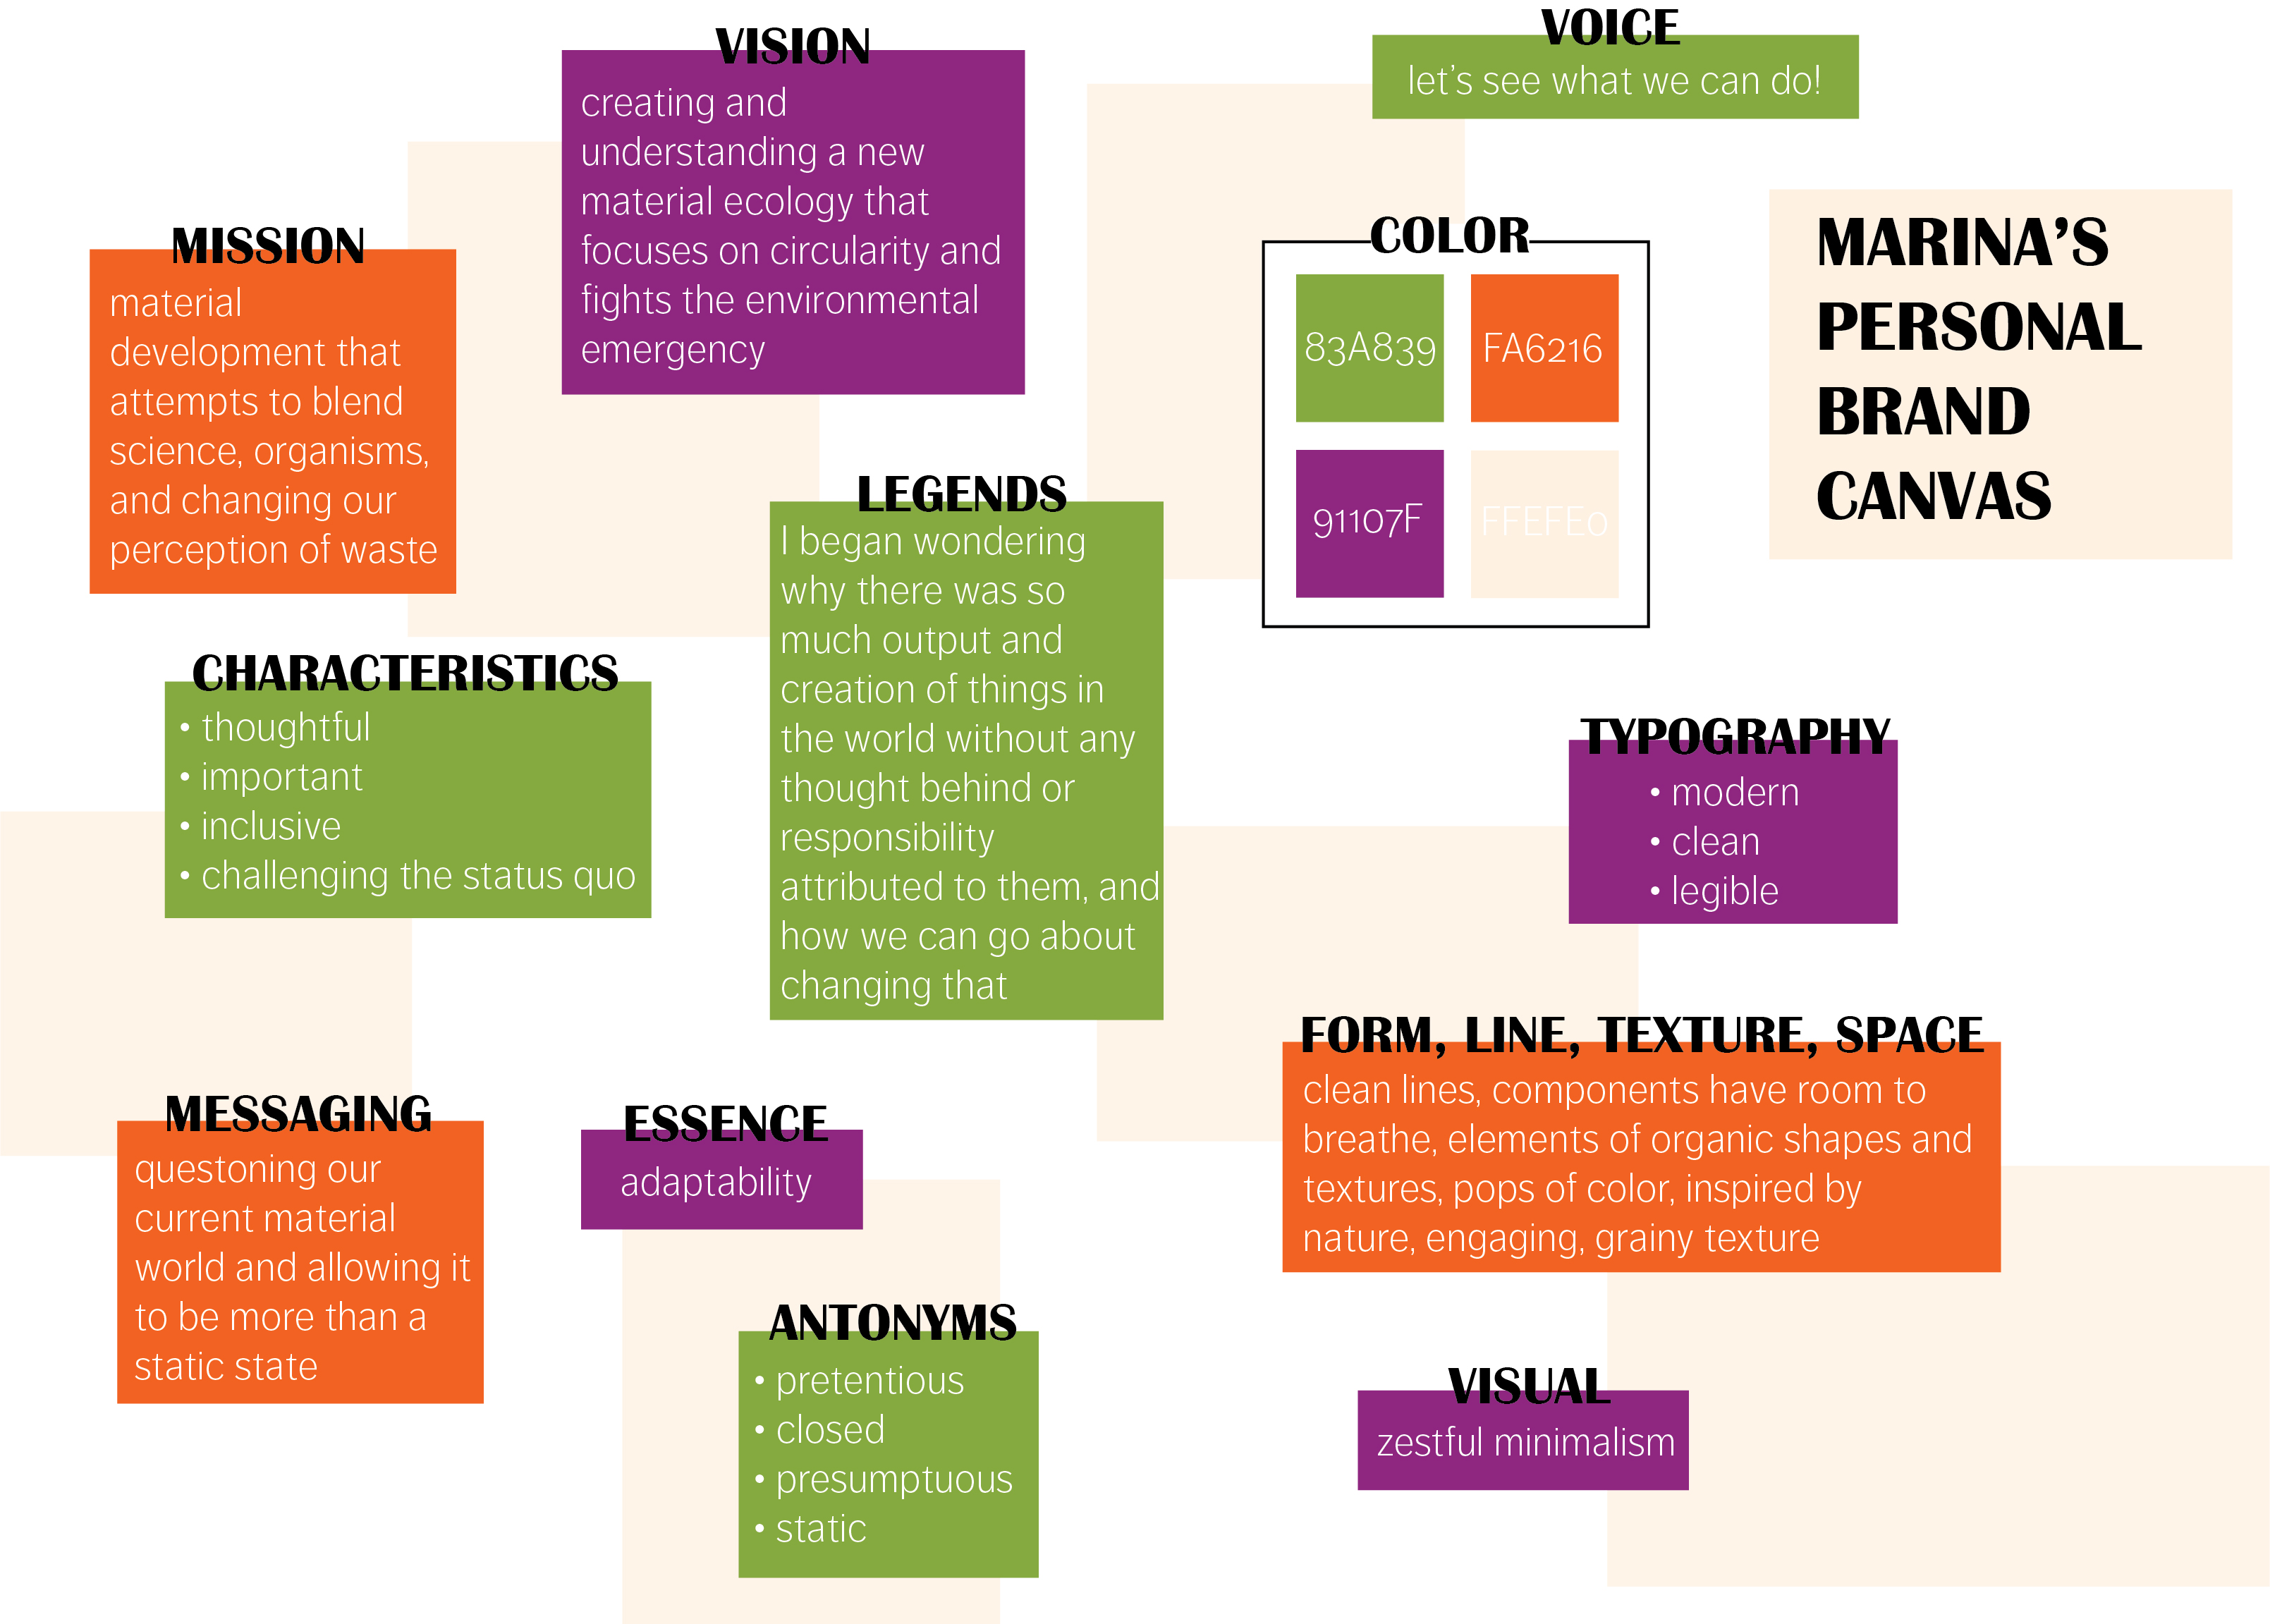 VISION
creating and
understanding a new
material ecology that
focuses on circularity and
fights the environmental
emergency
VOICE
let's see what we can do!
MISSION
material
development that
attempts to blend
science, organisms,
and changing our
perception of waste
COLOR
83A839
FA6216
91107F
FFEFE0
MARINA'S
PERSONAL
BRAND
CANVAS
LEGENDS
I began wondering
why there was so
much output and
creation of things in
the world without any
thought behind or
responsibility
attributed to them, and
how we can go about
changing that
CHARACTERISTICS
• thoughtful
• important
• inclusive
• challenging the status quo
TYPOGRAPHY
• modern
• clean
• legible
FORM, LINE, TEXTURE, SPACE
clean lines, components have room to
breathe, elements of organic shapes and
textures, pops of color, inspired by
nature, engaging, grainy texture
MESSAGING
questoning our
current material
world and allowing it
to be more than a
static state
ESSENCE
adaptability
ANTONYMS
• pretentious
• closed
• presumptuous
• static
VISUAL
zestful minimalism